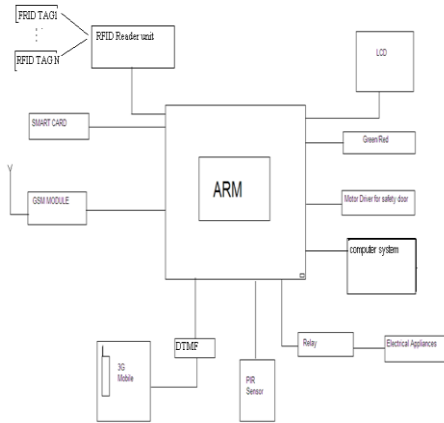 FRID TAG1
RFID Reader unit
RFID TAG N
LCD
SMART CARD
Green/Red
ARM
GSM MODULE
Motor Driver for safety door
computer system
DTMF
Relay
Electrical Appliances
3G
Mobile
PIR
Sensor